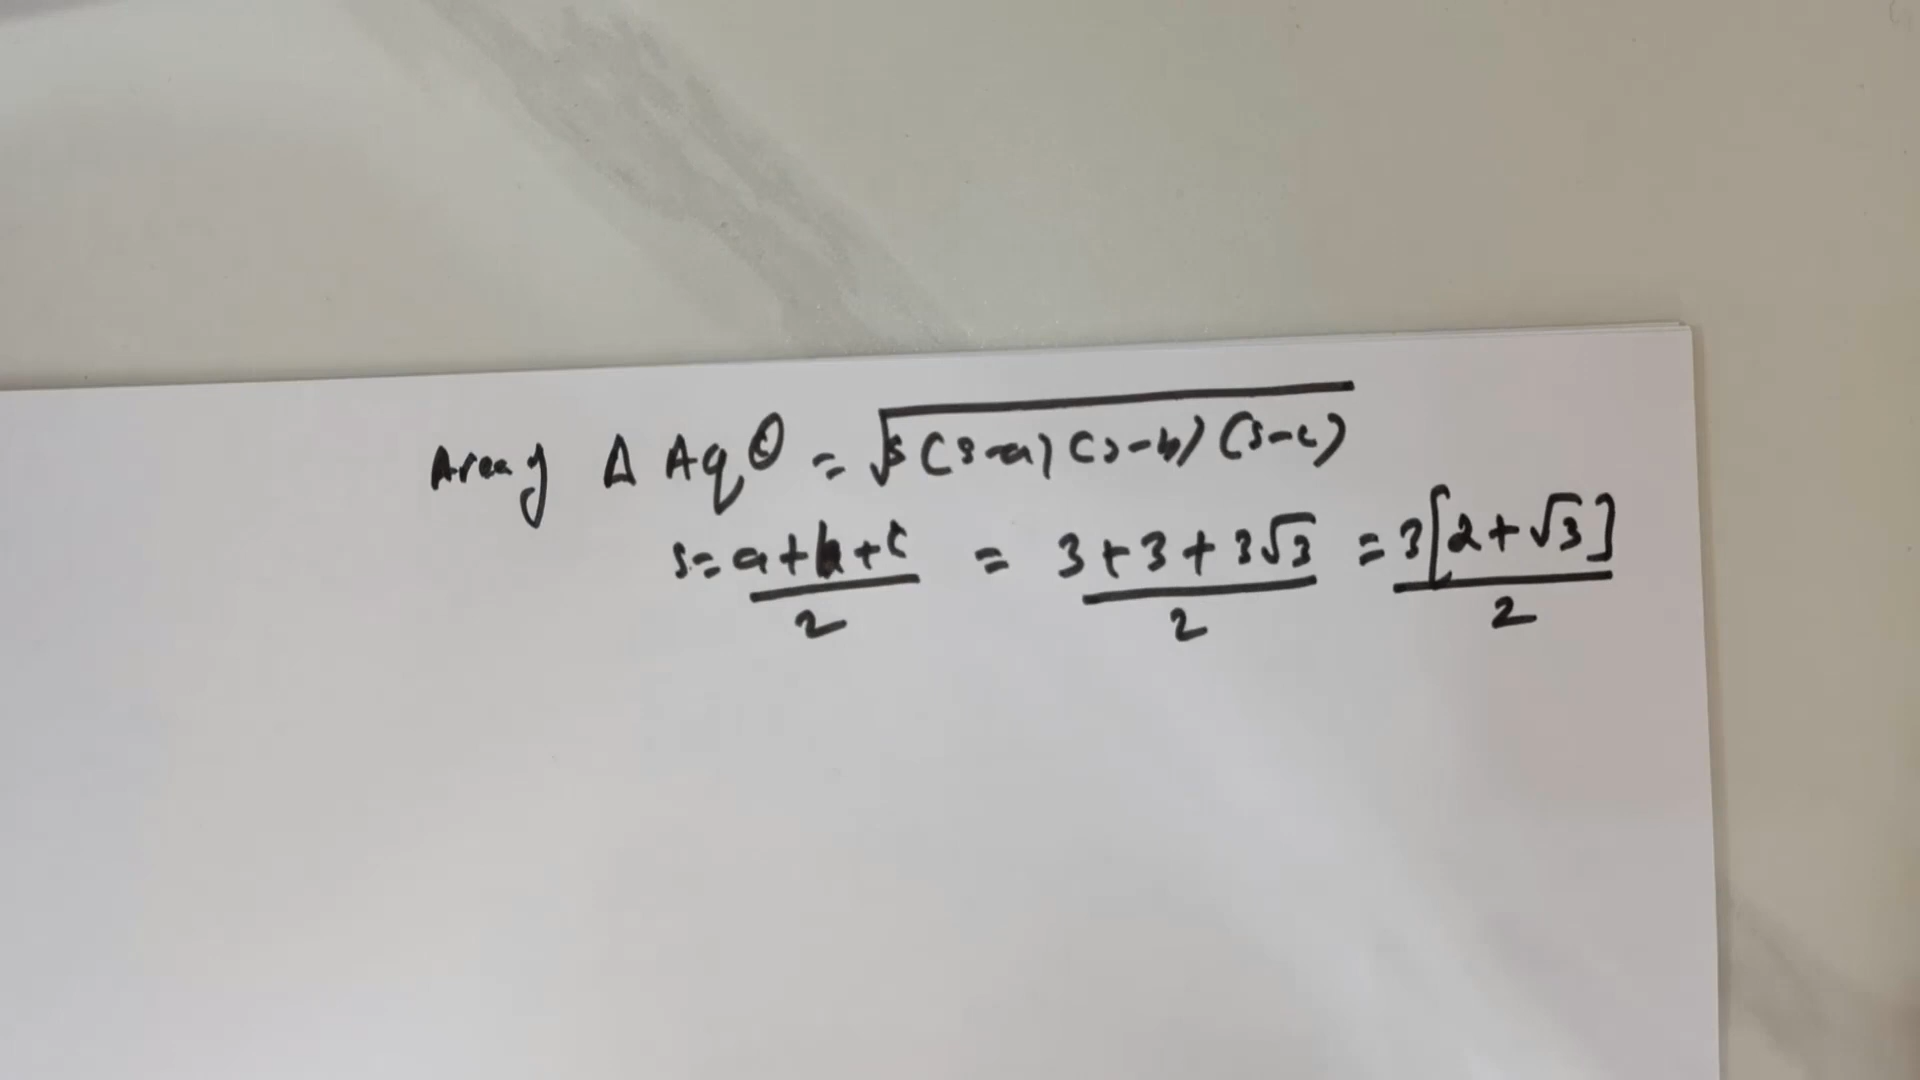 Area of Δ AqO = √s(s-a)(s-b)(s-c)
s = a+b+c/2 = 3+3+3√3/2 = 3[2+√3]/2